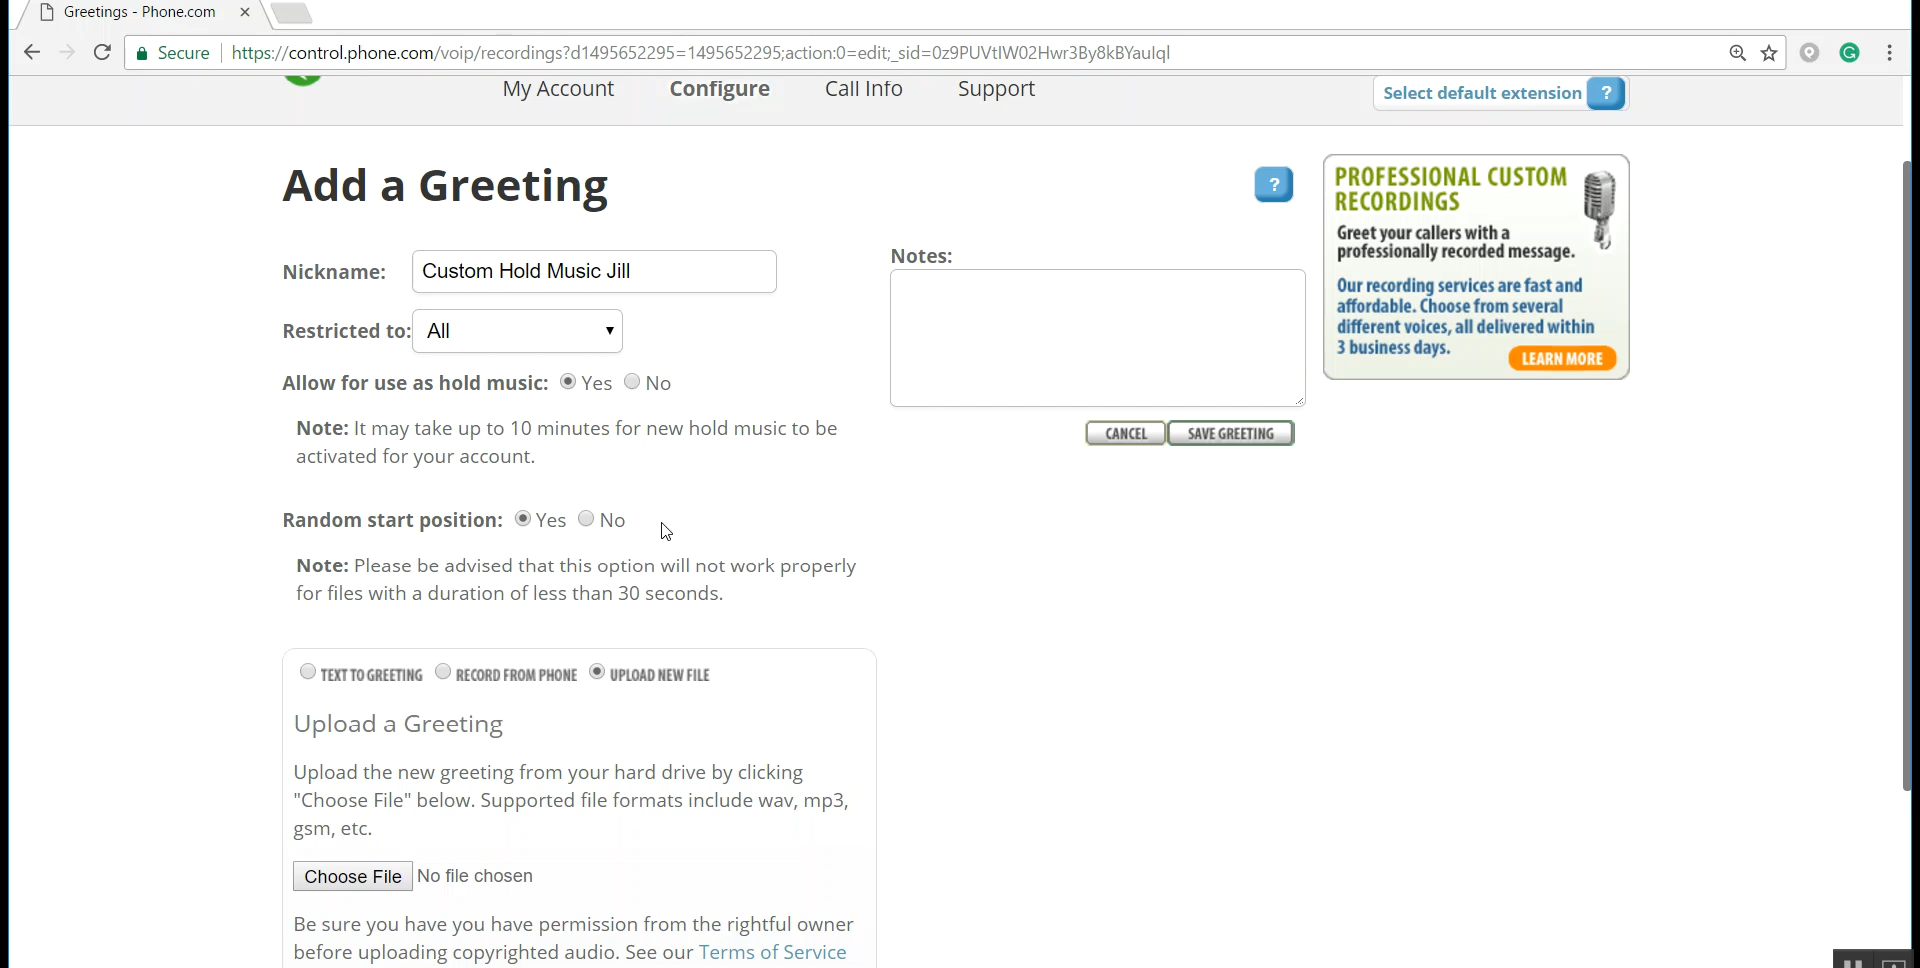 Greetings - Phone.com
Secure https://control.phone.com/voip/recordings?d1495652295=1495652295;action:0=edit;_sid=0z9PUVtIW02Hwr3By8kBYaulql
My Account Configure Call Info Support Select default extension ?
Add a Greeting ?
Nickname: Custom Hold Music Jill
Restricted to: All
Allow for use as hold music: Yes No
Note: It may take up to 10 minutes for new hold music to be
activated for your account.
Random start position: Yes No
Note: Please be advised that this option will not work properly
for files with a duration of less than 30 seconds.
TEXT TO GREETING RECORD FROM PHONE UPLOAD NEW FILE
Upload a Greeting
Upload the new greeting from your hard drive by clicking
"Choose File" below. Supported file formats include wav, mp3,
gsm, etc.
Choose File No file chosen
Be sure you have you have permission from the rightful owner
before uploading copyrighted audio. See our Terms of Service
Notes:
CANCEL SAVE GREETING
PROFESSIONAL CUSTOM
RECORDINGS
Greet your callers with a
professionally recorded message.
Our recording services are fast and
affordable. Choose from several
different voices, all delivered within
3 business days.
LEARN MORE